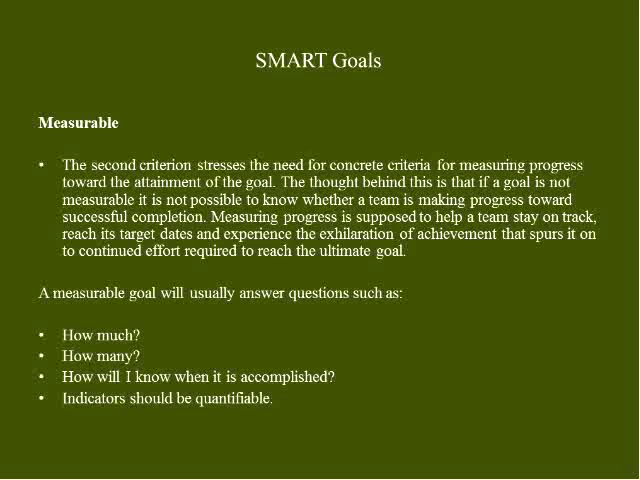 SMART Goals
Measurable
• The second criterion stresses the need for concrete criteria for measuring progress
toward the attainment of the goal. The thought behind this is that if a goal is not
measurable it is not possible to know whether a team is making progress toward
successful completion. Measuring progress is supposed to help a team stay on track,
reach its target dates and experience the exhilaration of achievement that spurs it on
to continued effort required to reach the ultimate goal.
A measurable goal will usually answer questions such as:
• How much?
• How many?
• How will I know when it is accomplished?
• Indicators should be quantifiable.